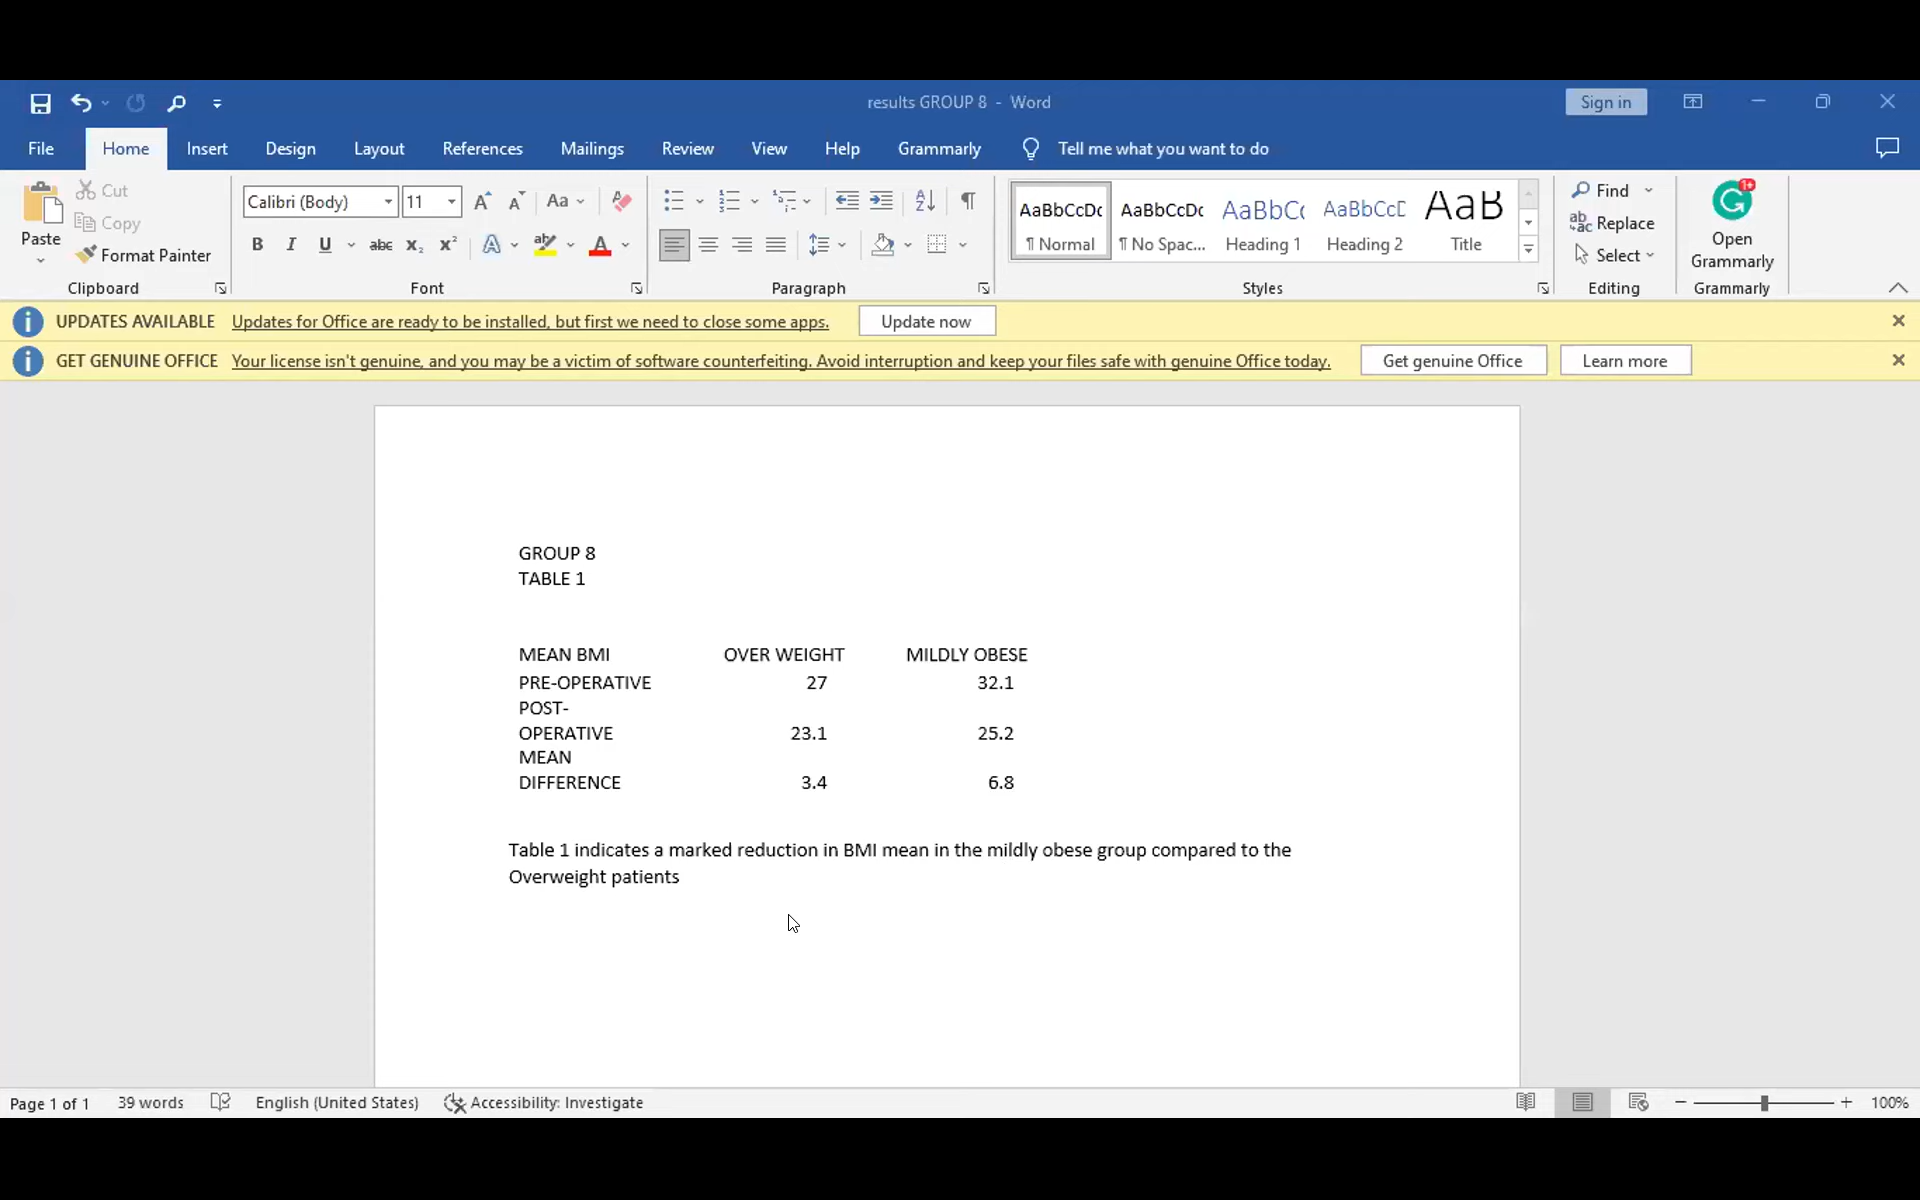 results GROUP 8 - Word
Sign in
File Home Insert Design Layout References Mailings Review View Help Grammarly Tell me what you want to do
Paste
Cut
Copy
Format Painter
Calibri (Body) 11
Aa
B I U abc X₂ X² A A
AaBbCcDc AaBbCcDc AaBbCc AaBbCcD AaB
¶ Normal ¶ No Spac... Heading 1 Heading 2 Title
Find
Replace
Select
Open
Grammarly
Clipboard Font Paragraph Styles Editing Grammarly
UPDATES AVAILABLE Updates for Office are ready to be installed, but first we need to close some apps. Update now
GET GENUINE OFFICE Your license isn't genuine, and you may be a victim of software counterfeiting. Avoid interruption and keep your files safe with genuine Office today. Get genuine Office Learn more
GROUP 8
TABLE 1
MEAN BMI OVER WEIGHT MILDLY OBESE
PRE-OPERATIVE 27 32.1
POST-
OPERATIVE 23.1 25.2
MEAN
DIFFERENCE 3.4 6.8
Table 1 indicates a marked reduction in BMI mean in the mildly obese group compared to the
Overweight patients
Page 1 of 1 39 words English (United States) Accessibility: Investigate 100%